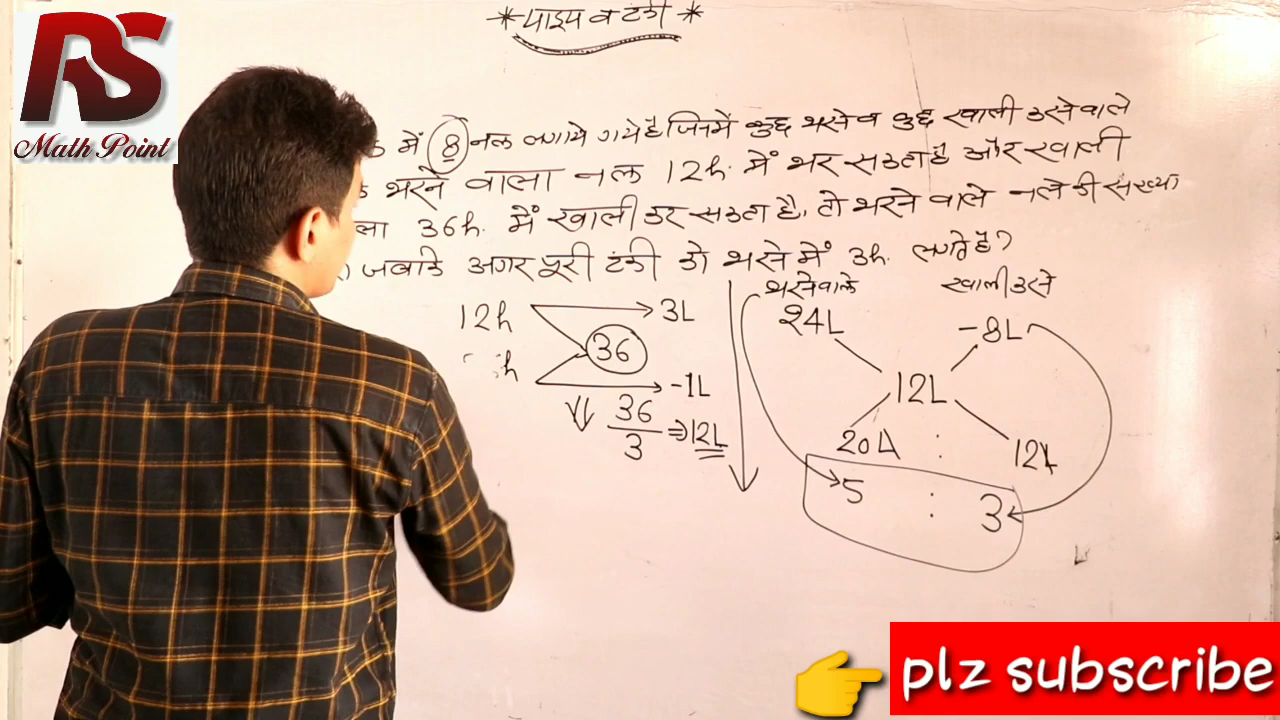 *पाइप व टंकी*
RS
Math Point
में 8 नल लगाये गये है जिनमें कुछ भरने व कुछ खाली करने वाले
भरने वाला नल 12h. में भर सकता है और खाली
36h. में खाली कर सकता है, तो भरने वाले नलो की संख्या
जबकि अगर पूरी टंकी को भरने में 3h. लगते है?
भरने वाले खाली करने
12h 3L 24L -8L
36
h -1L 12L
36/3 ⇒ 12L
20L : 12L
5 : 3
plz subscribe